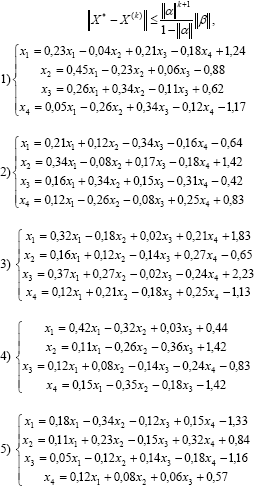 ‖X* − X⁽ᵏ⁾‖ ≤ ‖α‖ᵏ⁺¹ / (1 − ‖α‖) ‖β‖,
x₁ = 0,23x₁ − 0,04x₂ + 0,21x₃ − 0,18x₄ + 1,24
x₂ = 0,45x₁ − 0,23x₂ + 0,06x₃ − 0,88
1)
x₃ = 0,26x₁ + 0,34x₂ − 0,11x₃ + 0,62
x₄ = 0,05x₁ − 0,26x₂ + 0,34x₃ − 0,12x₄ − 1,17
x₁ = 0,21x₁ + 0,12x₂ − 0,34x₃ − 0,16x₄ − 0,64
x₂ = 0,34x₁ − 0,08x₂ + 0,17x₃ − 0,18x₄ + 1,42
2)
x₃ = 0,16x₁ + 0,34x₂ + 0,15x₃ − 0,31x₄ − 0,42
x₄ = 0,12x₁ − 0,26x₂ − 0,08x₃ + 0,25x₄ + 0,83
x₁ = 0,32x₁ − 0,18x₂ + 0,02x₃ + 0,21x₄ + 1,83
x₂ = 0,16x₁ + 0,12x₂ − 0,14x₃ + 0,27x₄ − 0,65
3)
x₃ = 0,37x₁ + 0,27x₂ − 0,02x₃ − 0,24x₄ + 2,23
x₄ = 0,12x₁ + 0,21x₂ − 0,18x₃ + 0,25x₄ − 1,13
x₁ = 0,42x₁ − 0,32x₂ + 0,03x₃ + 0,44
x₂ = 0,11x₁ − 0,26x₂ − 0,36x₃ + 1,42
4)
x₃ = 0,12x₁ + 0,08x₂ − 0,14x₃ − 0,24x₄ − 0,83
x₄ = 0,15x₁ − 0,35x₂ − 0,18x₃ − 1,42
x₁ = 0,18x₁ − 0,34x₂ − 0,12x₃ + 0,15x₄ − 1,33
x₂ = 0,11x₁ + 0,23x₂ − 0,15x₃ + 0,32x₄ + 0,84
5)
x₃ = 0,05x₁ − 0,12x₂ + 0,14x₃ − 0,18x₄ − 1,16
x₄ = 0,12x₁ + 0,08x₂ + 0,06x₃ + 0,57